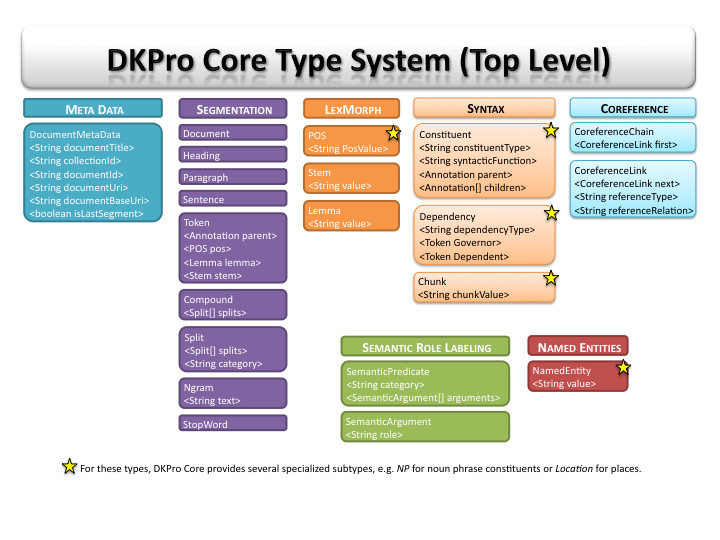 DKPro Core Type System (Top Level)
META DATA
DocumentMetaData
<String documentTitle>
<String collectionId>
<String documentId>
<String documentUri>
<String documentBaseUri>
<boolean isLastSegment>
SEGMENTATION
Document
Heading
Paragraph
Sentence
Token
<Annotation parent>
<POS pos>
<Lemma lemma>
<Stem stem>
Compound
<Split[] splits>
Split
<Split[] splits>
<String category>
Ngram
<String text>
StopWord
LEXMORPH
POS
<String PosValue>
Stem
<String value>
Lemma
<String value>
SYNTAX
Constituent
<String constituentType>
<String syntacticFunction>
<Annotation parent>
<Annotation[] children>
Dependency
<String dependencyType>
<Token Governor>
<Token Dependent>
Chunk
<String chunkValue>
COREFERENCE
CoreferenceChain
<CoreferenceLink first>
CoreferenceLink
<CoreferenceLink next>
<String referenceType>
<String referenceRelation>
SEMANTIC ROLE LABELING
SemanticPredicate
<String category>
<SemanticArgument[] arguments>
SemanticArgument
<String role>
NAMED ENTITIES
NamedEntity
<String value>
For these types, DKPro Core provides several specialized subtypes, e.g. NP for noun phrase constituents or Location for places.